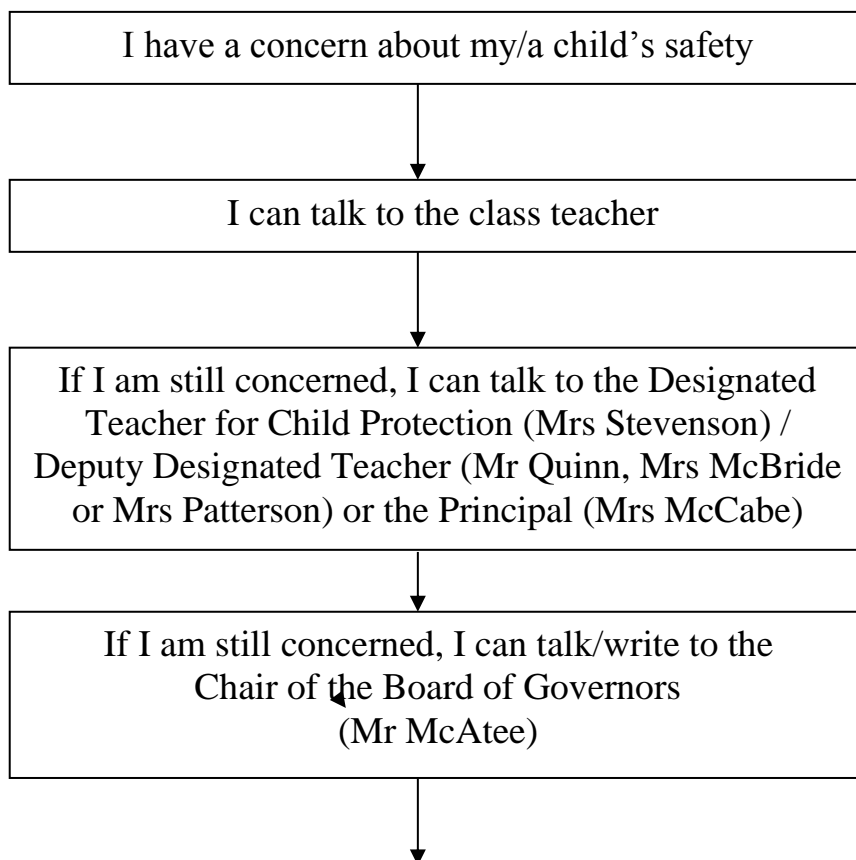 I have a concern about my/a child’s safety
I can talk to the class teacher
If I am still concerned, I can talk to the Designated
Teacher for Child Protection (Mrs Stevenson) /
Deputy Designated Teacher (Mr Quinn, Mrs McBride
or Mrs Patterson) or the Principal (Mrs McCabe)
If I am still concerned, I can talk/write to the
Chair of the Board of Governors
(Mr McAtee)